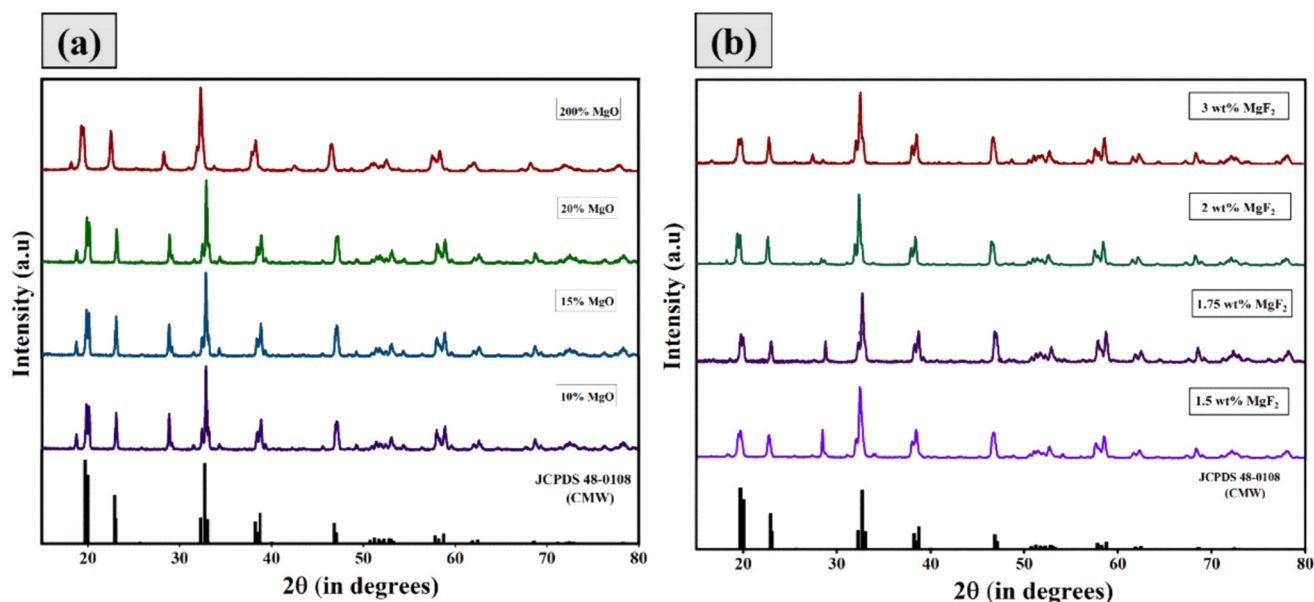 (a)
200% MgO
20% MgO
15% MgO
10% MgO
JCPDS 48-0108
(CMW)
Intensity (a.u)
20 30 40 50 60 70 80
2θ (in degrees)
(b)
3 wt% MgF₂
2 wt% MgF₂
1.75 wt% MgF₂
1.5 wt% MgF₂
JCPDS 48-0108
(CMW)
Intensity (a.u)
20 30 40 50 60 70 80
2θ (in degrees)